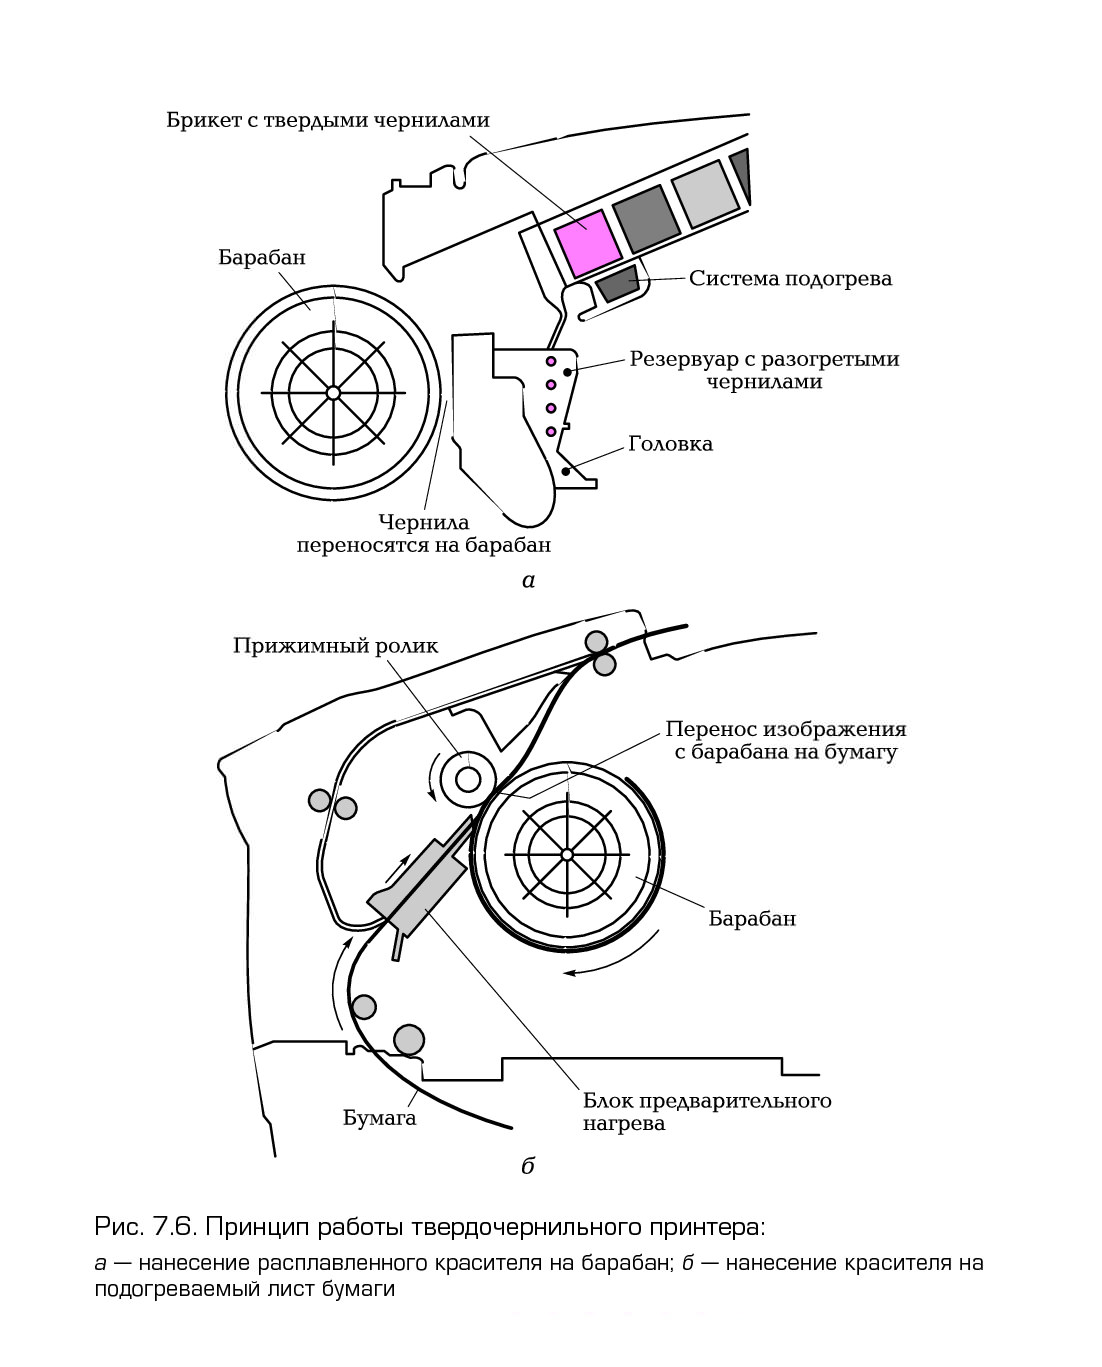 Брикет с твердыми чернилами
Барабан
Система подогрева
Резервуар с разогретыми
чернилами
Головка
Чернила
переносятся на барабан
а
Прижимный ролик
Перенос изображения
с барабана на бумагу
Барабан
Блок предварительного
нагрева
Бумага
б
Рис. 7.6. Принцип работы твердочернильного принтера:
а — нанесение расплавленного красителя на барабан; б — нанесение красителя на
подогреваемый лист бумаги